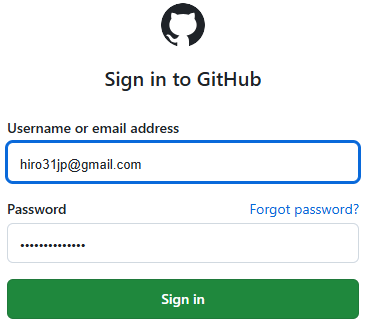 Sign in to GitHub
Username or email address
hiro31jp@gmail.com
Password Forgot password?
••••••••••••••
Sign in